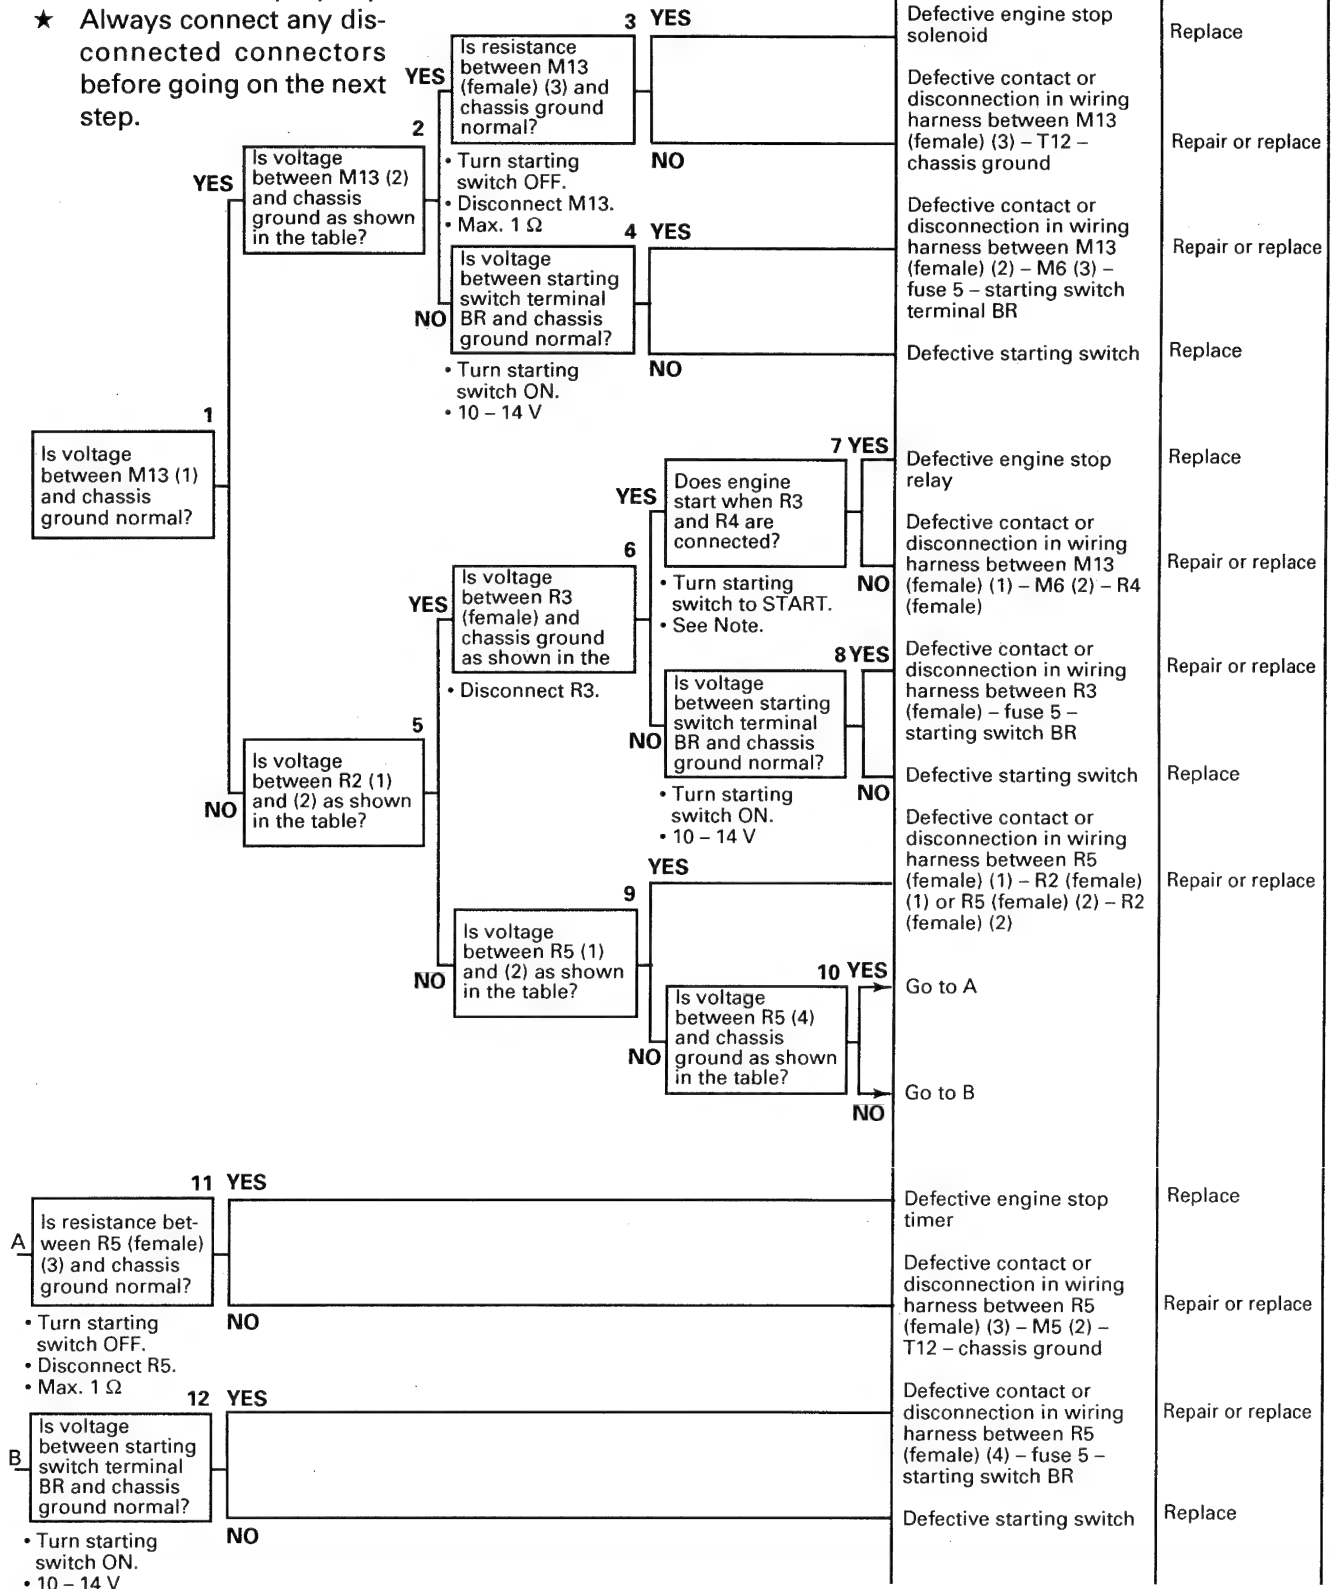 ★ Always connect any dis-
connected connectors
before going on the next
step.
1
Is voltage
between M13 (1)
and chassis
ground normal?
YES
NO
2
Is voltage
between M13 (2)
and chassis
ground as shown
in the table?
YES
NO
3 YES
Is resistance
between M13
(female) (3) and
chassis ground
normal?
• Turn starting
switch OFF.
• Disconnect M13.
• Max. 1 Ω
NO
Defective engine stop
solenoid
Replace
Defective contact or
disconnection in wiring
harness between M13
(female) (3) – T12 –
chassis ground
Repair or replace
4 YES
Is voltage
between starting
switch terminal
BR and chassis
ground normal?
• Turn starting
switch ON.
• 10 – 14 V
NO
Defective contact or
disconnection in wiring
harness between M13
(female) (2) – M6 (3) –
fuse 5 – starting switch
terminal BR
Repair or replace
Defective starting switch
Replace
5
Is voltage
between R2 (1)
and (2) as shown
in the table?
YES
NO
6
Is voltage
between R3
(female) and
chassis ground
as shown in the
• Disconnect R3.
YES
NO
7 YES
Does engine
start when R3
and R4 are
connected?
• Turn starting
switch to START.
• See Note.
NO
Defective engine stop
relay
Replace
Defective contact or
disconnection in wiring
harness between M13
(female) (1) – M6 (2) – R4
(female)
Repair or replace
8 YES
Is voltage
between starting
switch terminal
BR and chassis
ground normal?
• Turn starting
switch ON.
• 10 – 14 V
NO
Defective contact or
disconnection in wiring
harness between R3
(female) – fuse 5 –
starting switch BR
Repair or replace
Defective starting switch
Replace
9
YES
Is voltage
between R5 (1)
and (2) as shown
in the table?
NO
Defective contact or
disconnection in wiring
harness between R5
(female) (1) – R2 (female)
(1) or R5 (female) (2) – R2
(female) (2)
Repair or replace
10 YES
Is voltage
between R5 (4)
and chassis
ground as shown
in the table?
NO
Go to A
Go to B
11 YES
A
Is resistance bet-
ween R5 (female)
(3) and chassis
ground normal?
• Turn starting
switch OFF.
• Disconnect R5.
• Max. 1 Ω
NO
Defective engine stop
timer
Replace
Defective contact or
disconnection in wiring
harness between R5
(female) (3) – M5 (2) –
T12 – chassis ground
Repair or replace
12 YES
B
Is voltage
between starting
switch terminal
BR and chassis
ground normal?
• Turn starting
switch ON.
• 10 – 14 V
NO
Defective contact or
disconnection in wiring
harness between R5
(female) (4) – fuse 5 –
starting switch BR
Repair or replace
Defective starting switch
Replace